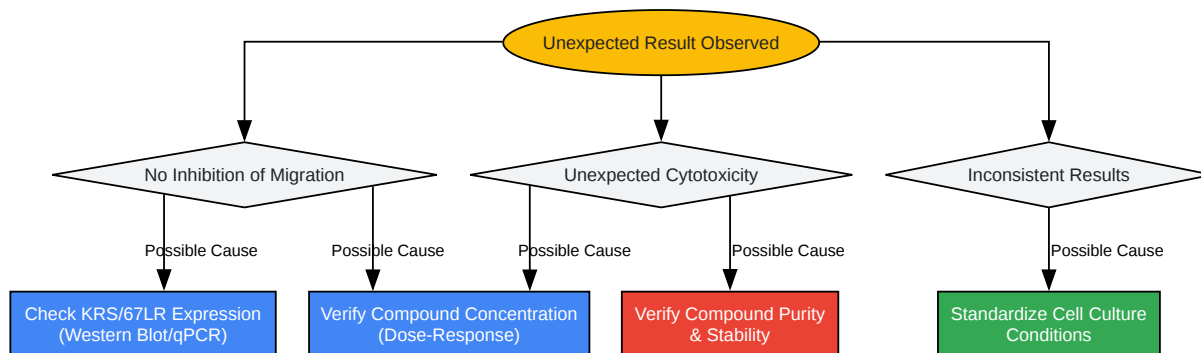 Unexpected Result Observed
No Inhibition of Migration
Unexpected Cytotoxicity
Inconsistent Results
Possible Cause
Possible Cause
Possible Cause
Possible Cause
Possible Cause
Check KRS/67LR Expression
(Western Blot/qPCR)
Verify Compound Concentration
(Dose-Response)
Verify Compound Purity
& Stability
Standardize Cell Culture
Conditions